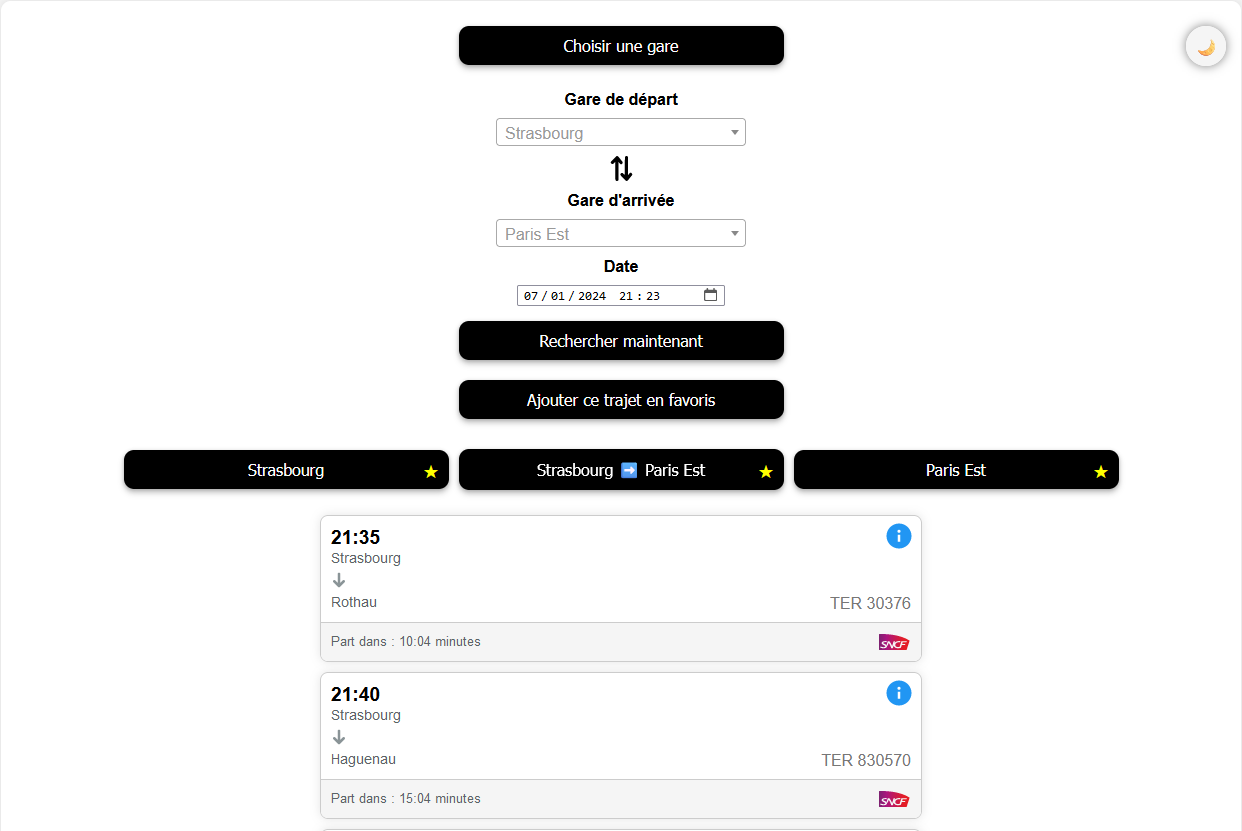 Choisir une gare
Gare de départ
Strasbourg
Gare d'arrivée
Paris Est
Date
07/01/2024 21:23
Rechercher maintenant
Ajouter ce trajet en favoris
Strasbourg ★
Strasbourg ➡️ Paris Est ★
Paris Est ★
21:35
Strasbourg
↓
Rothau
TER 30376
Part dans : 10:04 minutes
SNCF
21:40
Strasbourg
↓
Haguenau
TER 830570
Part dans : 15:04 minutes
SNCF